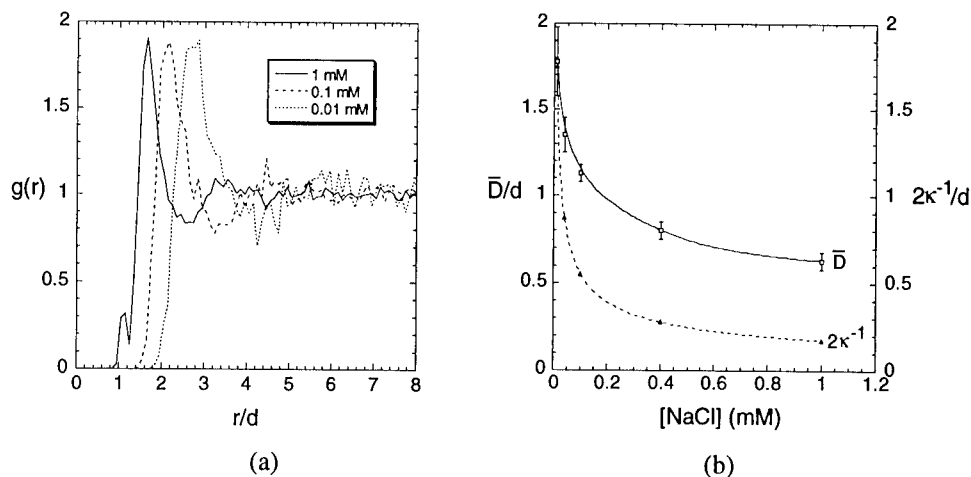 2
1.5
g(r)
1
0.5
0
1 mM
0.1 mM
0.01 mM
0 1 2 3 4 5 6 7 8
r/d
(a)
2
1.5
D̅/d
1
0.5
0
D̅
2κ⁻¹
2
1.5
2κ⁻¹/d
1
0.5
0
0 0.2 0.4 0.6 0.8 1 1.2
[NaCl] (mM)
(b)